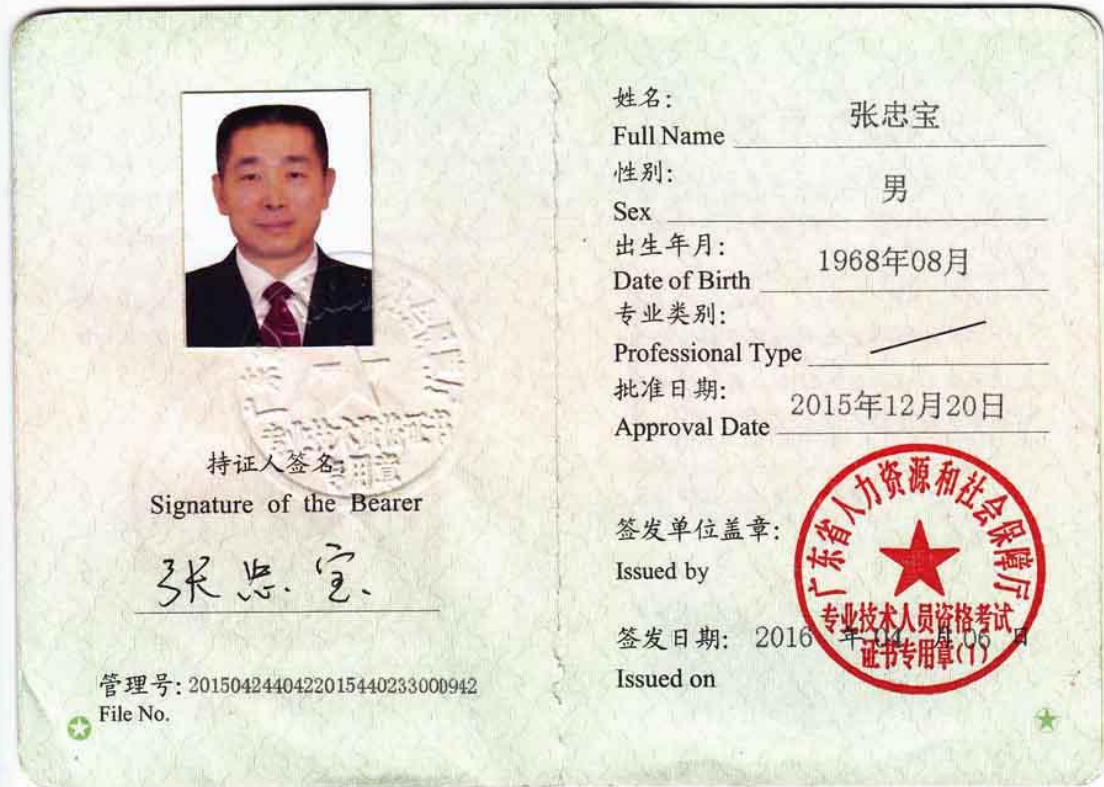 持证人签名:
Signature of the Bearer
张忠宝
管理号: 2015042440422015440233000942
File No.
姓名:
张忠宝
Full Name
性别:
男
Sex
出生年月:
1968年08月
Date of Birth
专业类别:
Professional Type
批准日期:
2015年12月20日
Approval Date
签发单位盖章:
Issued by
广东省人力资源和社会保障厅
专业技术人员资格考试
证书专用章(1)
签发日期: 2016 年 04 月 06 日
Issued on